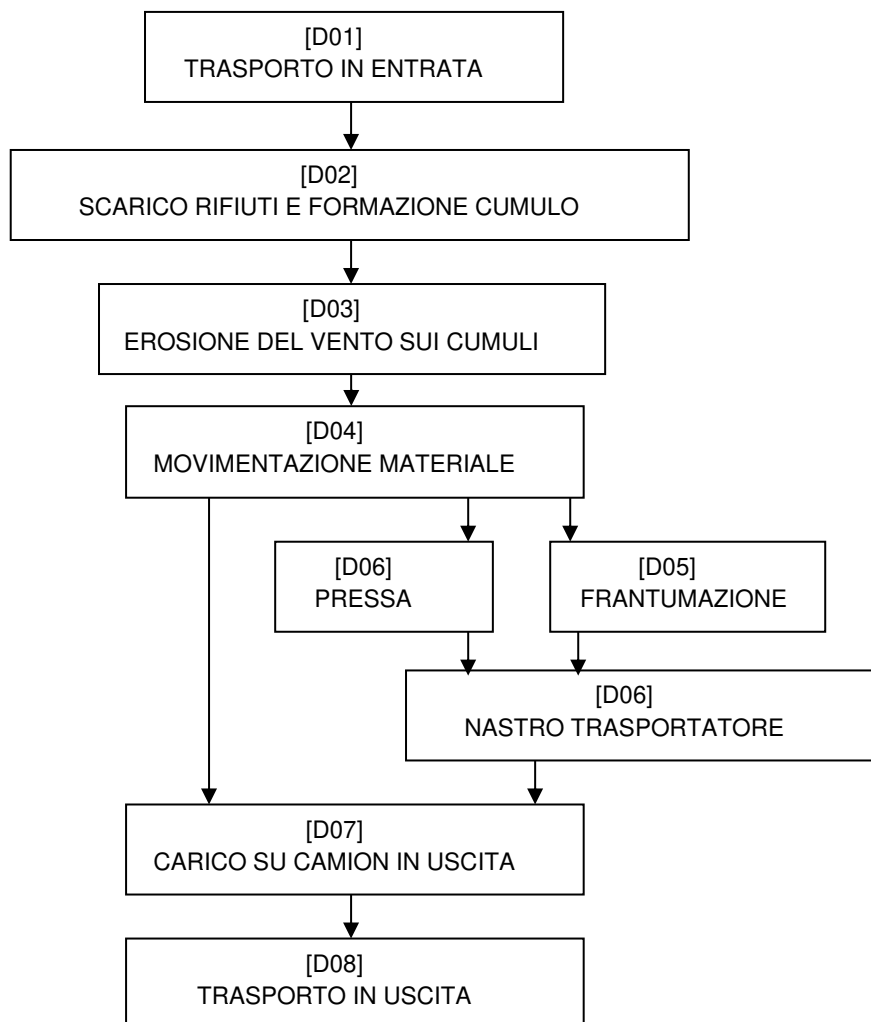 [D01]
TRASPORTO IN ENTRATA
[D02]
SCARICO RIFIUTI E FORMAZIONE CUMULO
[D03]
EROSIONE DEL VENTO SUI CUMULI
[D04]
MOVIMENTAZIONE MATERIALE
[D06]
PRESSA
[D05]
FRANTUMAZIONE
[D06]
NASTRO TRASPORTATORE
[D07]
CARICO SU CAMION IN USCITA
[D08]
TRASPORTO IN USCITA